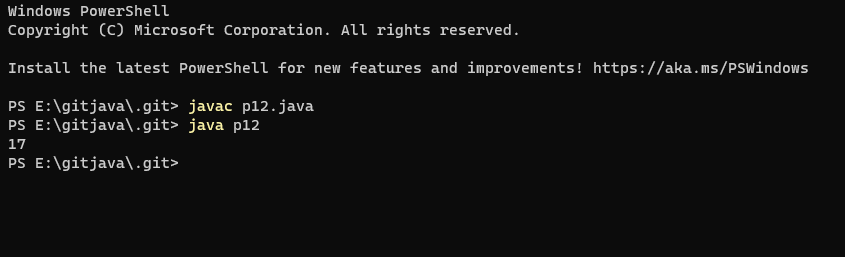 Windows PowerShell
Copyright (C) Microsoft Corporation. All rights reserved.
Install the latest PowerShell for new features and improvements! https://aka.ms/PSWindows
PS E:\gitjava\.git> javac p12.java
PS E:\gitjava\.git> java p12
17
PS E:\gitjava\.git>